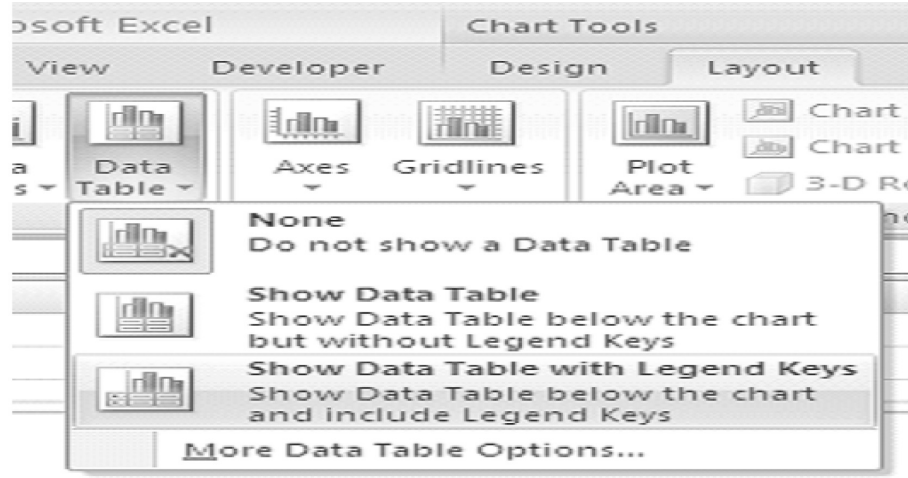 osoft Excel Chart Tools
View Developer Design Layout
Data Table Axes Gridlines Plot Area Chart
Chart
3-D
None
Do not show a Data Table
Show Data Table
Show Data Table below the chart
but without Legend Keys
Show Data Table with Legend Keys
Show Data Table below the chart
and include Legend Keys
More Data Table Options...